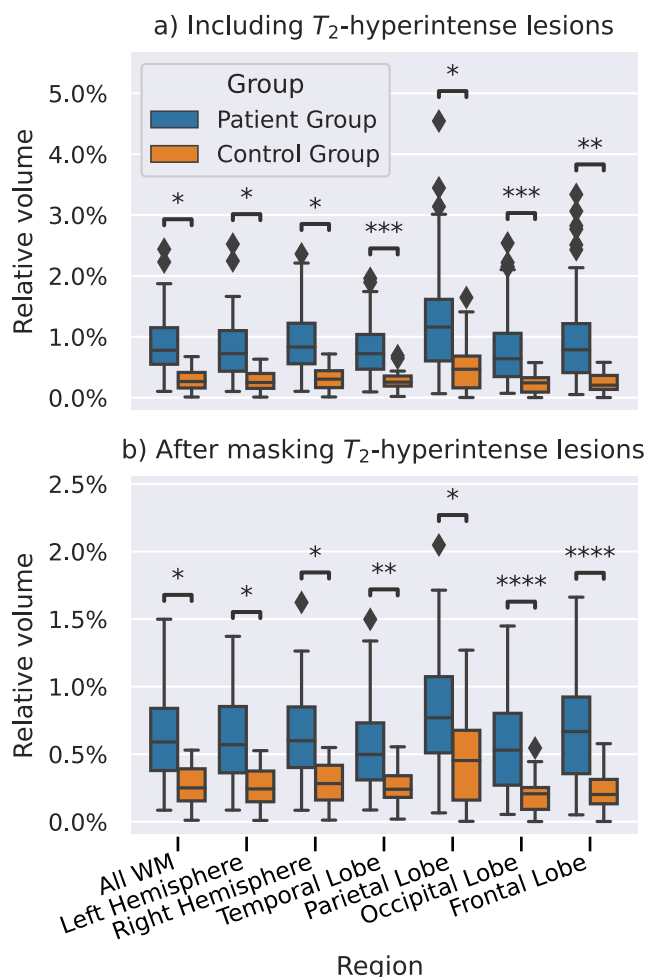 a) Including T₂-hyperintense lesions
Relative volume
5.0%
4.0%
3.0%
2.0%
1.0%
0.0%
Group
Patient Group
Control Group
*
*
*
***
*
***
**
b) After masking T₂-hyperintense lesions
Relative volume
2.5%
2.0%
1.5%
1.0%
0.5%
0.0%
*
*
*
**
*
****
****
All WM
Left Hemisphere
Right Hemisphere
Temporal Lobe
Parietal Lobe
Occipital Lobe
Frontal Lobe
Region